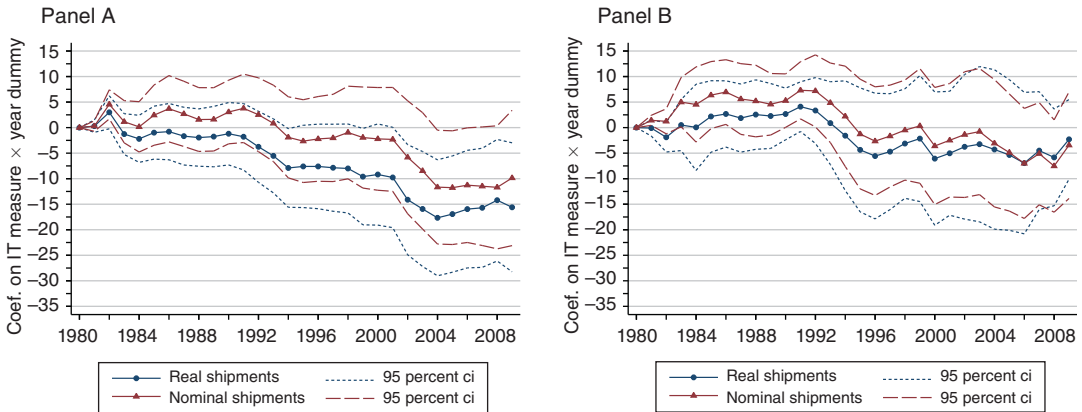 Panel A
Coef. on IT measure × year dummy
15
10
5
0
−5
−10
−15
−20
−25
−30
−35
1980 1984 1988 1992 1996 2000 2004 2008
Real shipments 95 percent ci
Nominal shipments 95 percent ci
Panel B
Coef. on IT measure × year dummy
15
10
5
0
−5
−10
−15
−20
−25
−30
−35
1980 1984 1988 1992 1996 2000 2004 2008
Real shipments 95 percent ci
Nominal shipments 95 percent ci